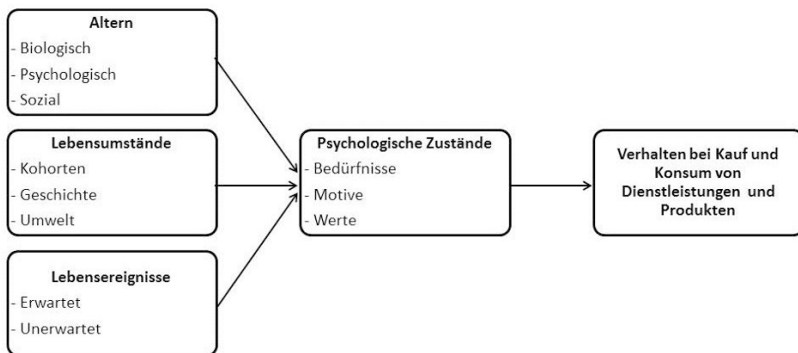 Altern
- Biologisch
- Psychologisch
- Sozial
Lebensumstände
- Kohorten
- Geschichte
- Umwelt
Lebensereignisse
- Erwartet
- Unerwartet
Psychologische Zustände
- Bedürfnisse
- Motive
- Werte
Verhalten bei Kauf und
Konsum von
Dienstleistungen und
Produkten